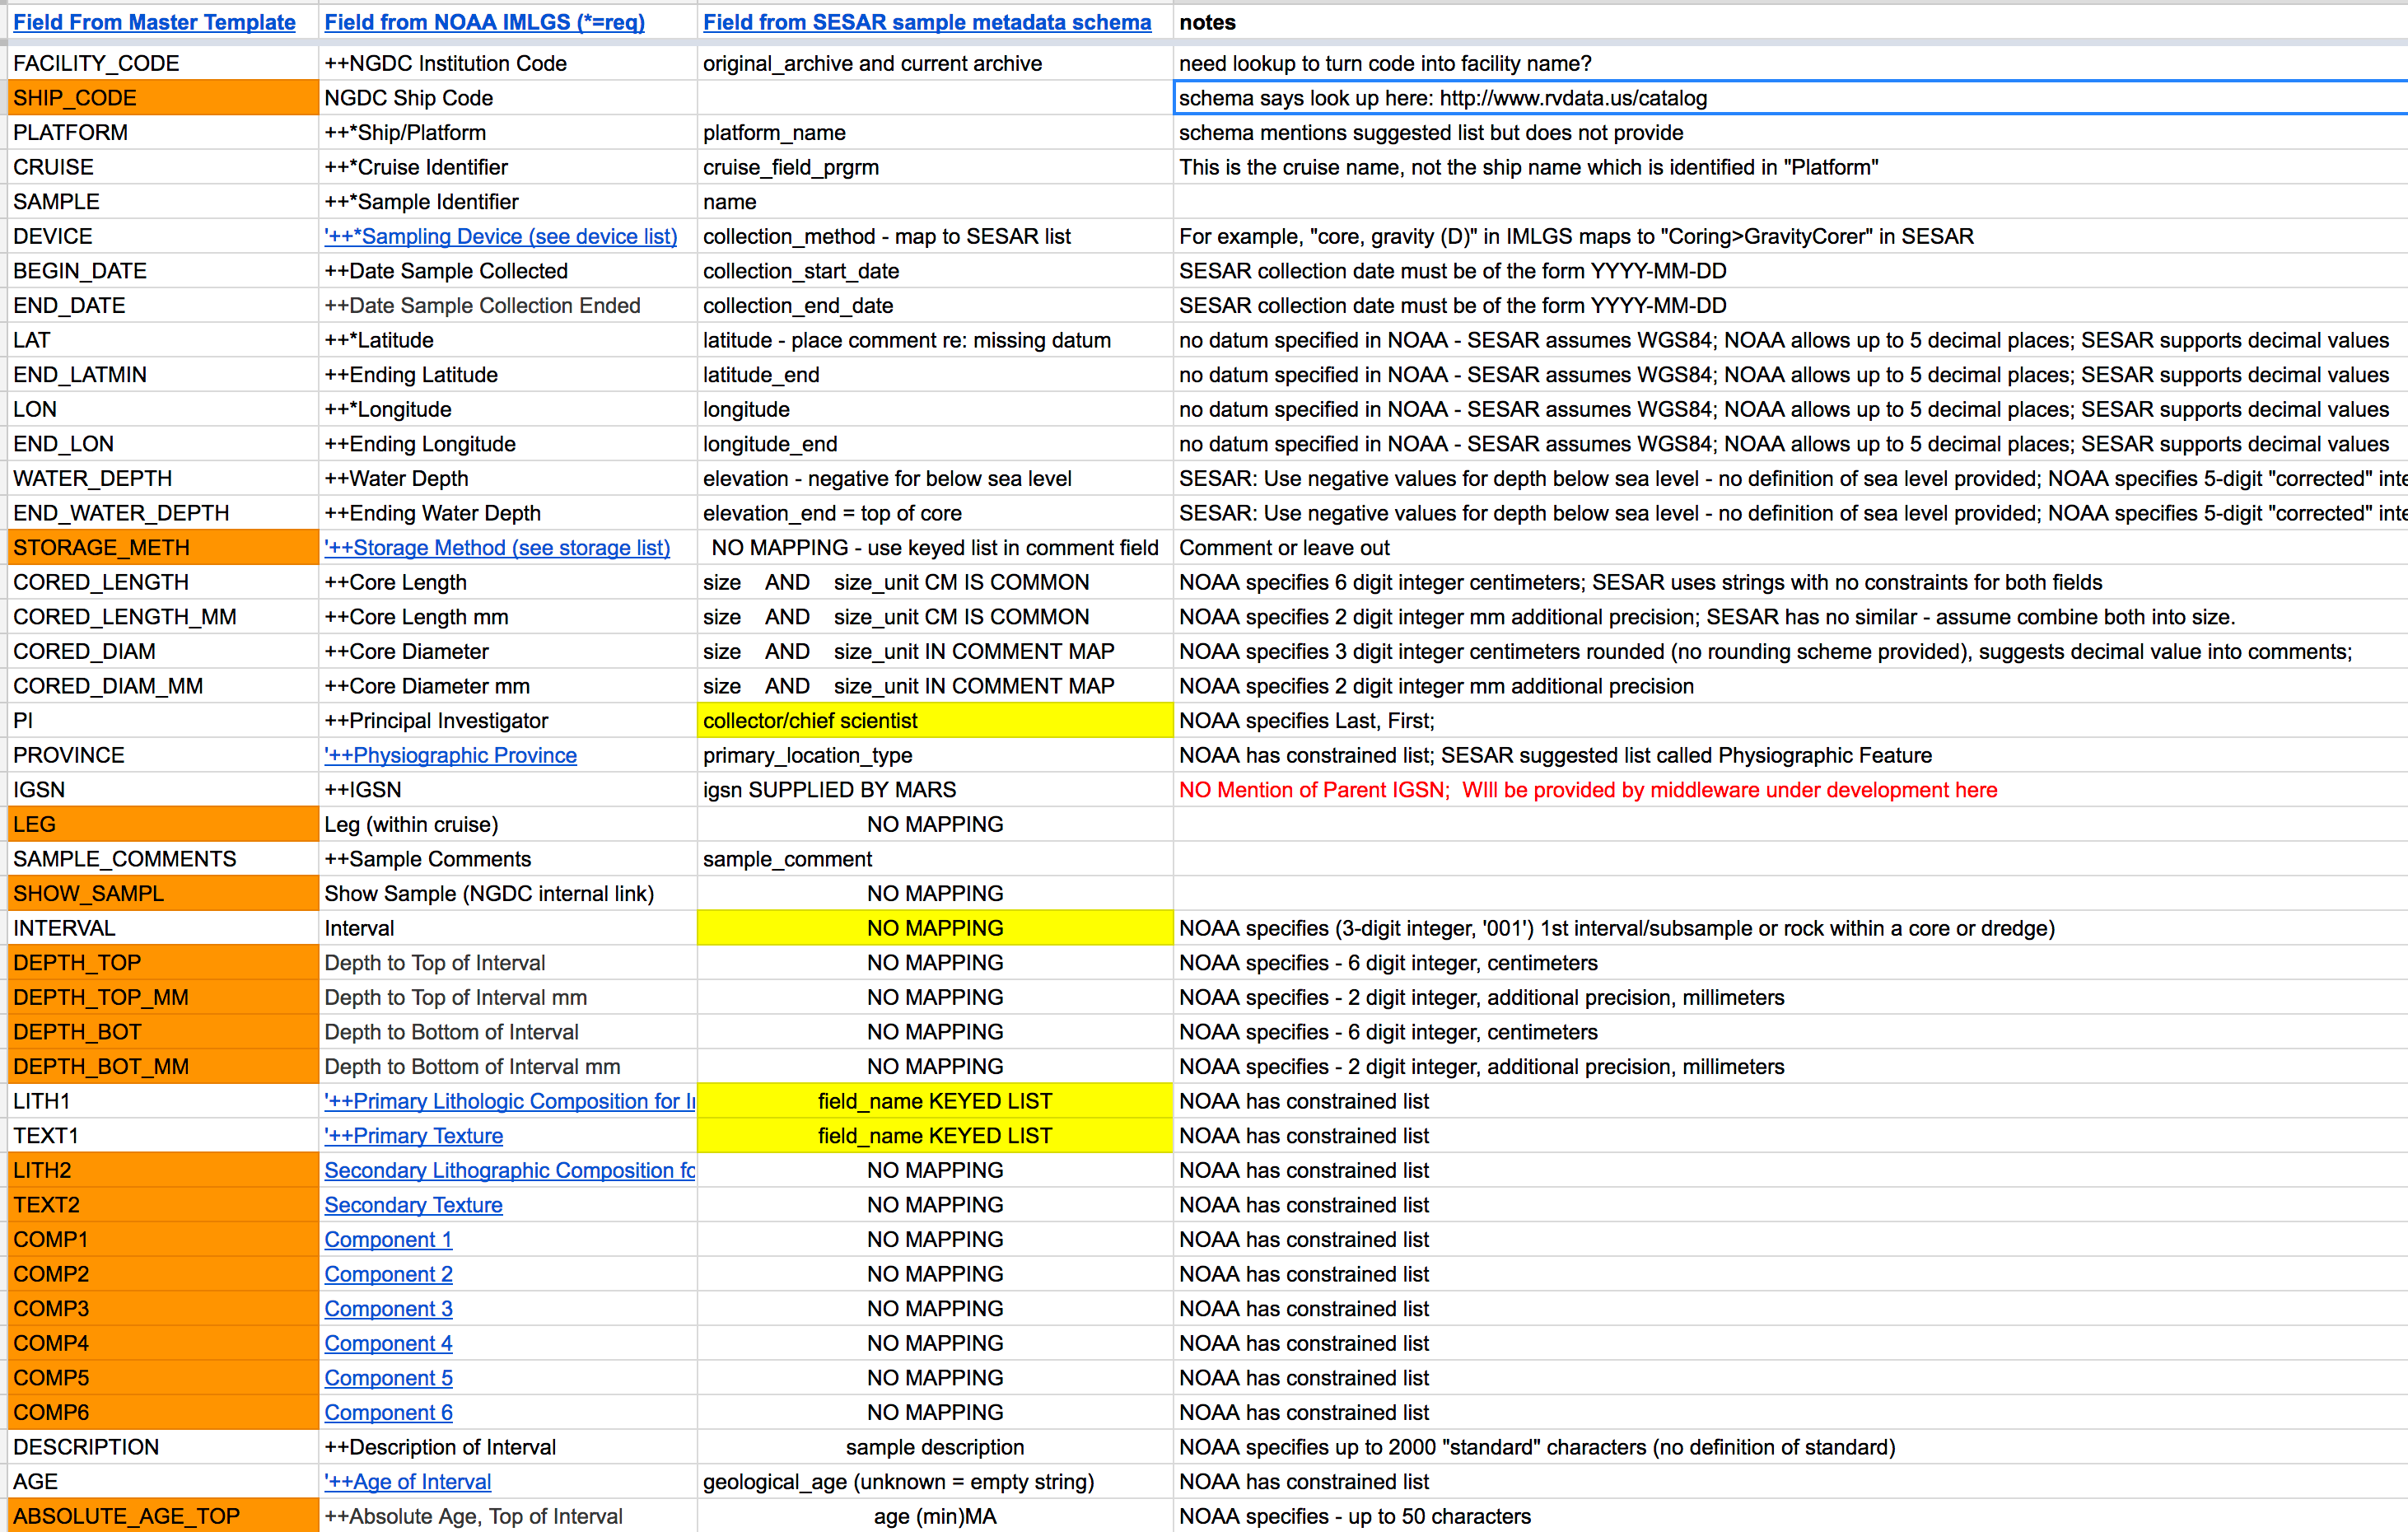 Field From Master Template Field from NOAA IMLGS (*=req) Field from SESAR sample metadata schema notes
FACILITY_CODE ++NGDC Institution Code original_archive and current archive need lookup to turn code into facility name?
SHIP_CODE NGDC Ship Code schema says look up here: http://www.rvdata.us/catalog
PLATFORM ++*Ship/Platform platform_name schema mentions suggested list but does not provide
CRUISE ++*Cruise Identifier cruise_field_prgrm This is the cruise name, not the ship name which is identified in "Platform"
SAMPLE ++*Sample Identifier name
DEVICE '++*Sampling Device (see device list) collection_method - map to SESAR list For example, "core, gravity (D)" in IMLGS maps to "Coring>GravityCorer" in SESAR
BEGIN_DATE ++Date Sample Collected collection_start_date SESAR collection date must be of the form YYYY-MM-DD
END_DATE ++Date Sample Collection Ended collection_end_date SESAR collection date must be of the form YYYY-MM-DD
LAT ++*Latitude latitude - place comment re: missing datum no datum specified in NOAA - SESAR assumes WGS84; NOAA allows up to 5 decimal places; SESAR supports decimal values
END_LATMIN ++Ending Latitude latitude_end no datum specified in NOAA - SESAR assumes WGS84; NOAA allows up to 5 decimal places; SESAR supports decimal values
LON ++*Longitude longitude no datum specified in NOAA - SESAR assumes WGS84; NOAA allows up to 5 decimal places; SESAR supports decimal values
END_LON ++Ending Longitude longitude_end no datum specified in NOAA - SESAR assumes WGS84; NOAA allows up to 5 decimal places; SESAR supports decimal values
WATER_DEPTH ++Water Depth elevation - negative for below sea level SESAR: Use negative values for depth below sea level - no definition of sea level provided; NOAA specifies 5-digit "corrected" inte
END_WATER_DEPTH ++Ending Water Depth elevation_end = top of core SESAR: Use negative values for depth below sea level - no definition of sea level provided; NOAA specifies 5-digit "corrected" inte
STORAGE_METH '++Storage Method (see storage list) NO MAPPING - use keyed list in comment field Comment or leave out
CORED_LENGTH ++Core Length size AND size_unit CM IS COMMON NOAA specifies 6 digit integer centimeters; SESAR uses strings with no constraints for both fields
CORED_LENGTH_MM ++Core Length mm size AND size_unit CM IS COMMON NOAA specifies 2 digit integer mm additional precision; SESAR has no similar - assume combine both into size.
CORED_DIAM ++Core Diameter size AND size_unit IN COMMENT MAP NOAA specifies 3 digit integer centimeters rounded (no rounding scheme provided), suggests decimal value into comments;
CORED_DIAM_MM ++Core Diameter mm size AND size_unit IN COMMENT MAP NOAA specifies 2 digit integer mm additional precision
PI ++Principal Investigator collector/chief scientist NOAA specifies Last, First;
PROVINCE '++Physiographic Province primary_location_type NOAA has constrained list; SESAR suggested list called Physiographic Feature
IGSN ++IGSN igsn SUPPLIED BY MARS NO Mention of Parent IGSN; WIll be provided by middleware under development here
LEG Leg (within cruise) NO MAPPING
SAMPLE_COMMENTS ++Sample Comments sample_comment
SHOW_SAMPL Show Sample (NGDC internal link) NO MAPPING
INTERVAL Interval NO MAPPING NOAA specifies (3-digit integer, '001') 1st interval/subsample or rock within a core or dredge)
DEPTH_TOP Depth to Top of Interval NO MAPPING NOAA specifies - 6 digit integer, centimeters
DEPTH_TOP_MM Depth to Top of Interval mm NO MAPPING NOAA specifies - 2 digit integer, additional precision, millimeters
DEPTH_BOT Depth to Bottom of Interval NO MAPPING NOAA specifies - 6 digit integer, centimeters
DEPTH_BOT_MM Depth to Bottom of Interval mm NO MAPPING NOAA specifies - 2 digit integer, additional precision, millimeters
LITH1 '++Primary Lithologic Composition for I field_name KEYED LIST NOAA has constrained list
TEXT1 '++Primary Texture field_name KEYED LIST NOAA has constrained list
LITH2 Secondary Lithographic Composition fo NO MAPPING NOAA has constrained list
TEXT2 Secondary Texture NO MAPPING NOAA has constrained list
COMP1 Component 1 NO MAPPING NOAA has constrained list
COMP2 Component 2 NO MAPPING NOAA has constrained list
COMP3 Component 3 NO MAPPING NOAA has constrained list
COMP4 Component 4 NO MAPPING NOAA has constrained list
COMP5 Component 5 NO MAPPING NOAA has constrained list
COMP6 Component 6 NO MAPPING NOAA has constrained list
DESCRIPTION ++Description of Interval sample description NOAA specifies up to 2000 "standard" characters (no definition of standard)
AGE '++Age of Interval geological_age (unknown = empty string) NOAA has constrained list
ABSOLUTE_AGE_TOP ++Absolute Age, Top of Interval age (min)MA NOAA specifies - up to 50 characters